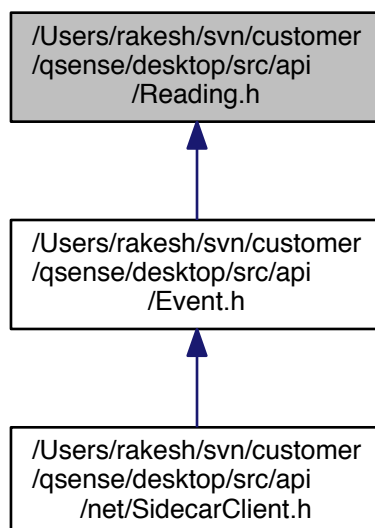 /Users/rakesh/svn/customer
/qsense/desktop/src/api
/Reading.h
/Users/rakesh/svn/customer
/qsense/desktop/src/api
/Event.h
/Users/rakesh/svn/customer
/qsense/desktop/src/api
/net/SidecarClient.h